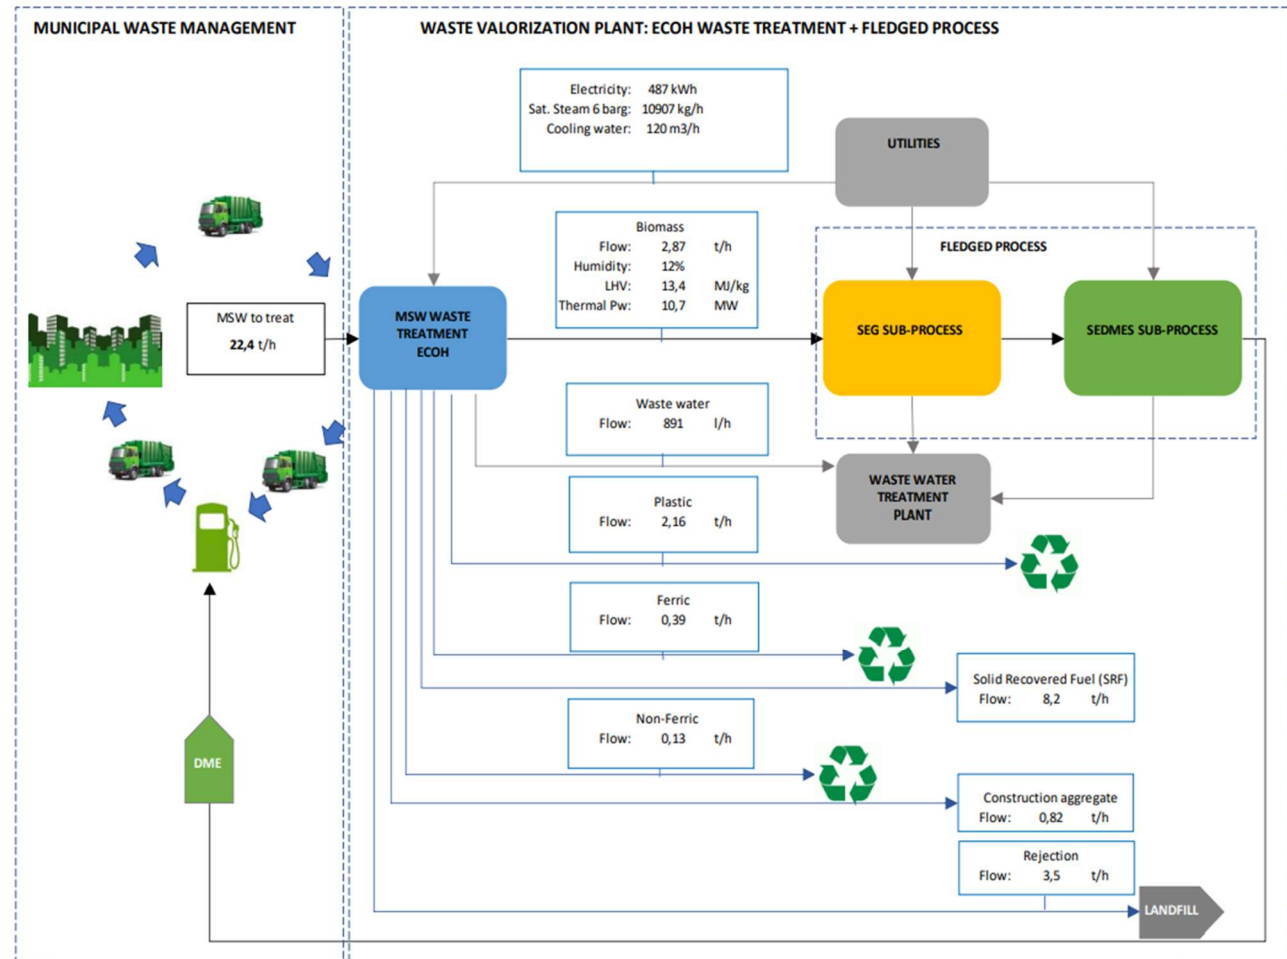 MUNICIPAL WASTE MANAGEMENT
WASTE VALORIZATION PLANT: ECOH WASTE TREATMENT + FLEDGED PROCESS
Electricity: 487 kWh
Sat. Steam 6 barg: 10907 kg/h
Cooling water: 120 m3/h
UTILITIES
Biomass
Flow: 2,87 t/h
Humidity: 12%
LHV: 13,4 MJ/kg
Thermal Pw: 10,7 MW
FLEDGED PROCESS
MSW to treat
22,4 t/h
MSW WASTE
TREATMENT
ECOH
SEG SUB-PROCESS
SEDMES SUB-PROCESS
Waste water
Flow: 891 l/h
WASTE WATER
TREATMENT
PLANT
Plastic
Flow: 2,16 t/h
Ferric
Flow: 0,39 t/h
Solid Recovered Fuel (SRF)
Flow: 8,2 t/h
Non-Ferric
Flow: 0,13 t/h
DME
Construction aggregate
Flow: 0,82 t/h
Rejection
Flow: 3,5 t/h
LANDFILL